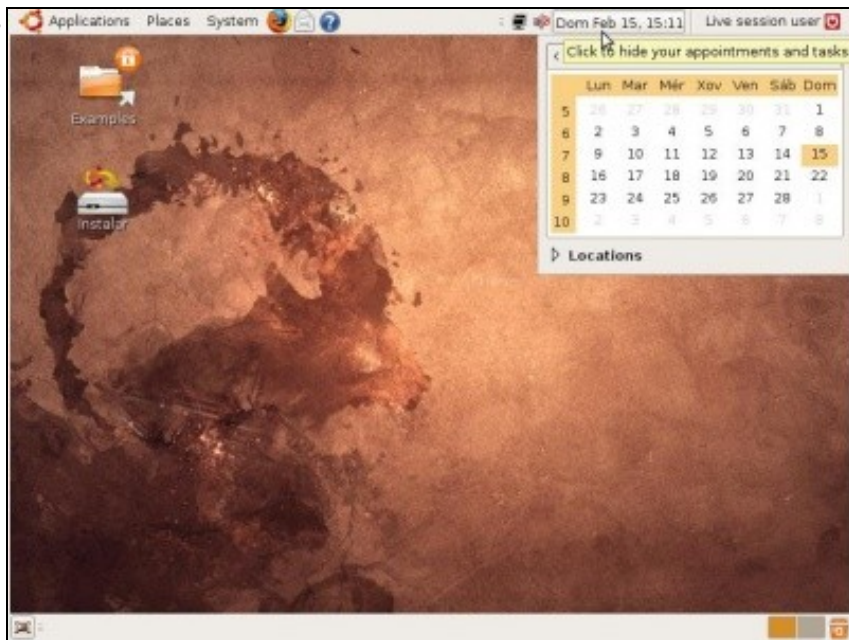 Applications Places System
Dom Feb 15, 15:11
Live session user
Click to hide your appointments and tasks
Lun Mar Mér Xov Ven Sáb Dom
5 26 27 28 29 30 31 1
6 2 3 4 5 6 7 8
7 9 10 11 12 13 14 15
8 16 17 18 19 20 21 22
9 23 24 25 26 27 28 1
10 2 3 4 5 6 7 8
Locations
Examples
Instalar